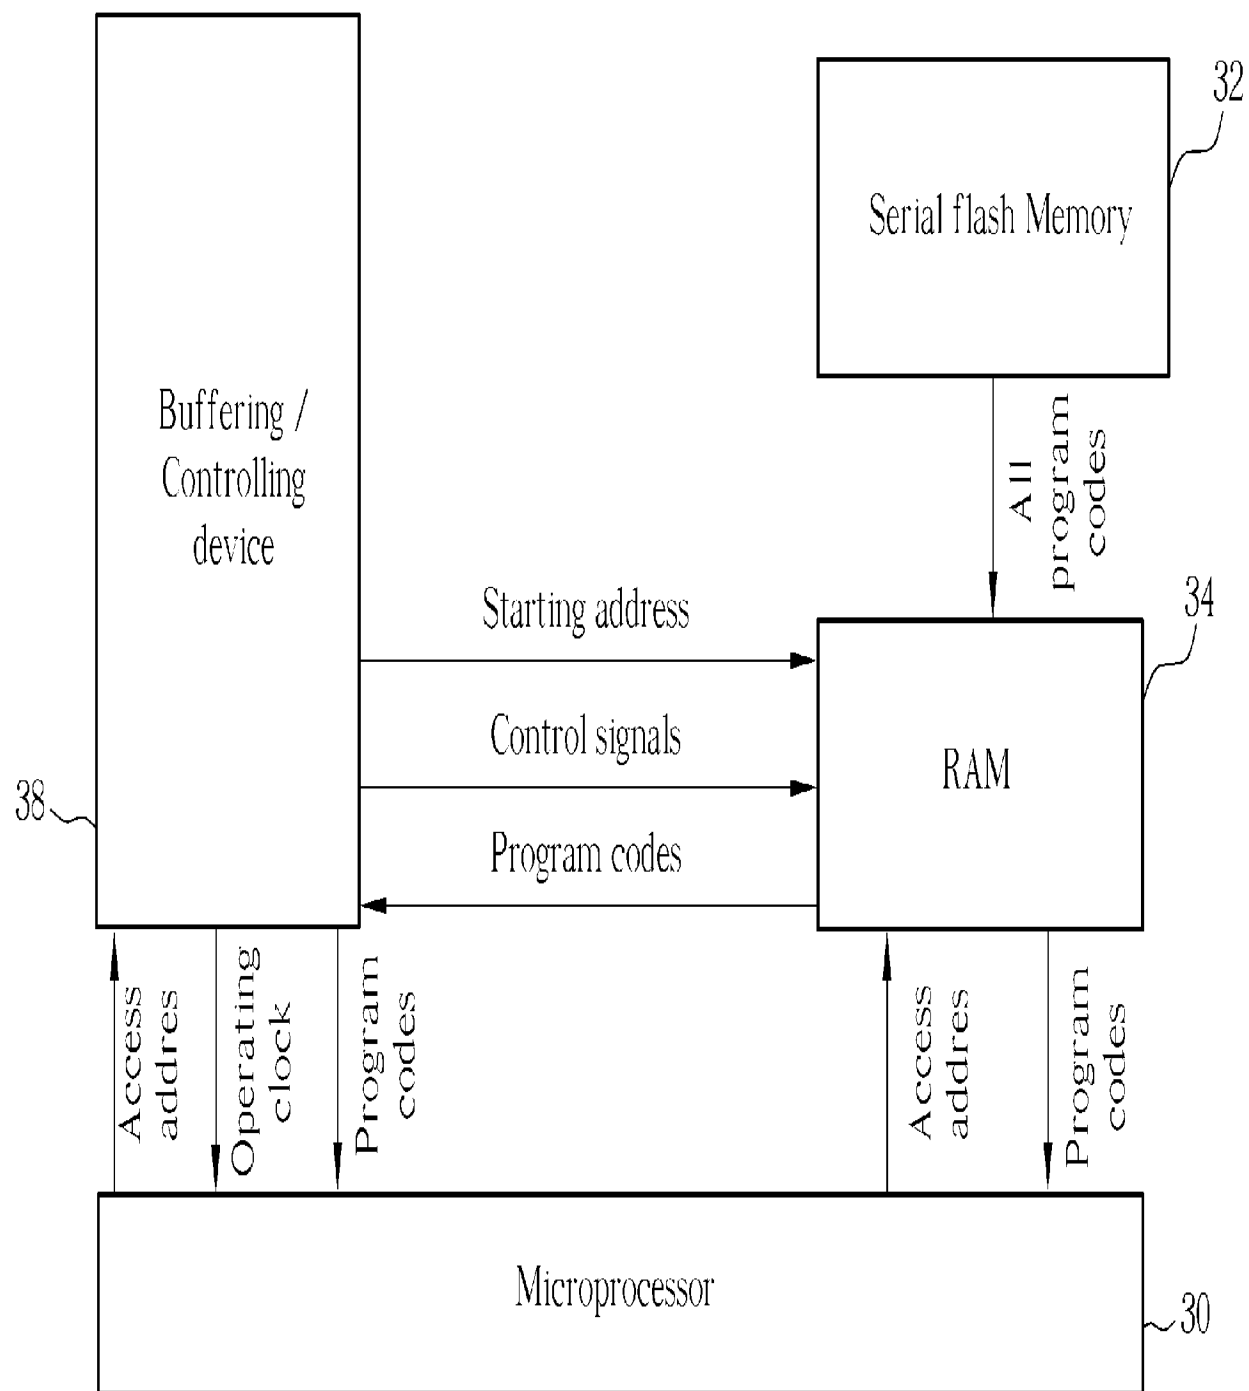 32
Serial flash Memory
Buffering /
Controlling
device
All
program
codes
34
Starting address
Control signals
RAM
38
Program codes
Access
addres
Operating
clock
Program
codes
Access
addres
Program
codes
Microprocessor
30